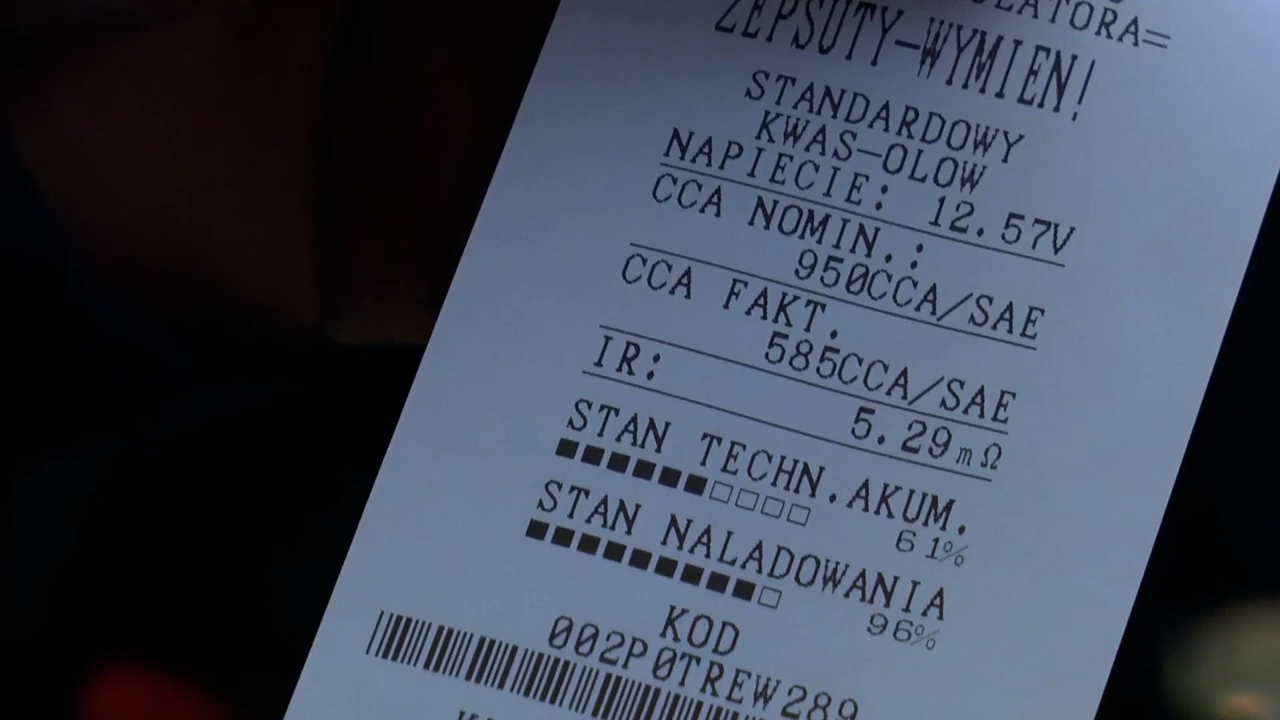 ZEPSUTY-WYMIEN!
STANDARDOWY
KWAS-OLOW
NAPIECIE: 12.57V
CCA NOMIN.:
950CCA/SAE
CCA FAKT.
585CCA/SAE
IR:
5.29mΩ
STAN TECHN.AKUM.
61%
STAN NALADOWANIA
96%
KOD
002P0TREW289